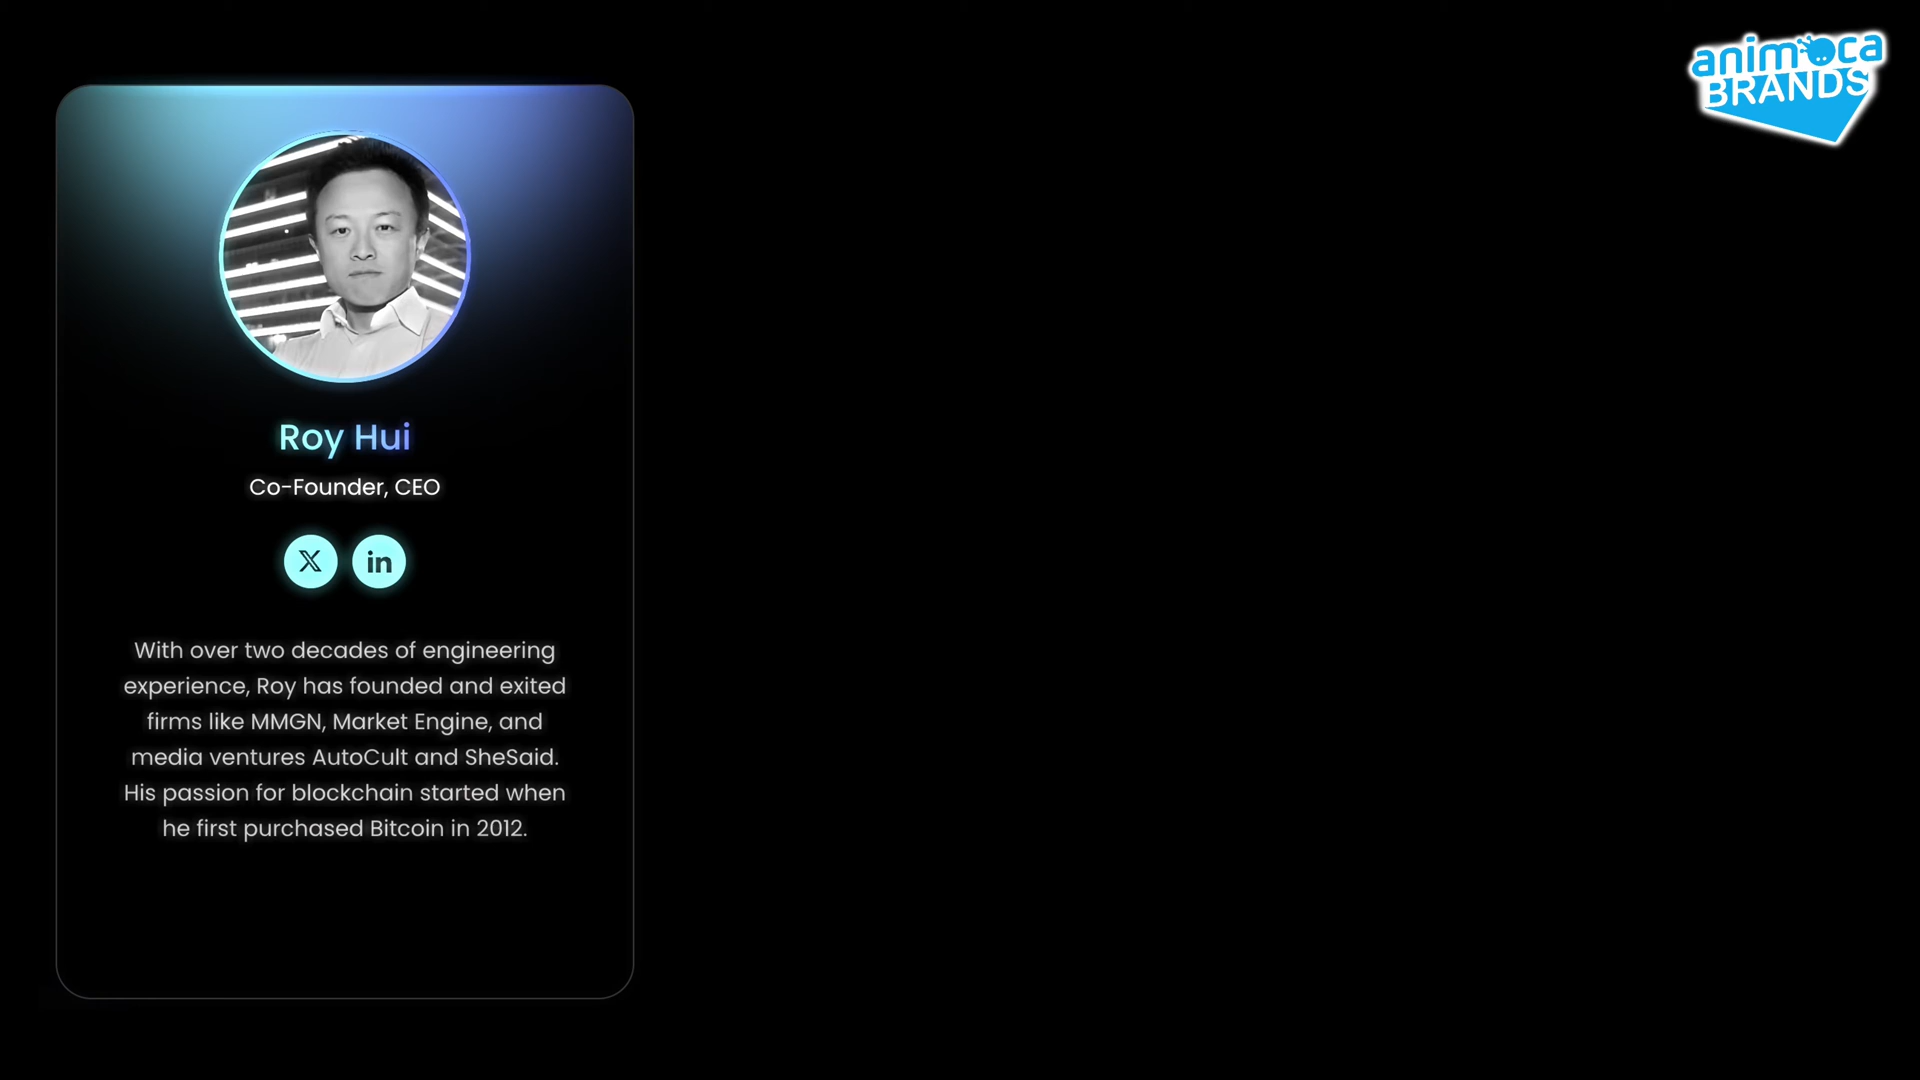 animoca
BRANDS
Roy Hui
Co-Founder, CEO
X in
With over two decades of engineering
experience, Roy has founded and exited
firms like MMGN, Market Engine, and
media ventures AutoCult and SheSaid.
His passion for blockchain started when
he first purchased Bitcoin in 2012.